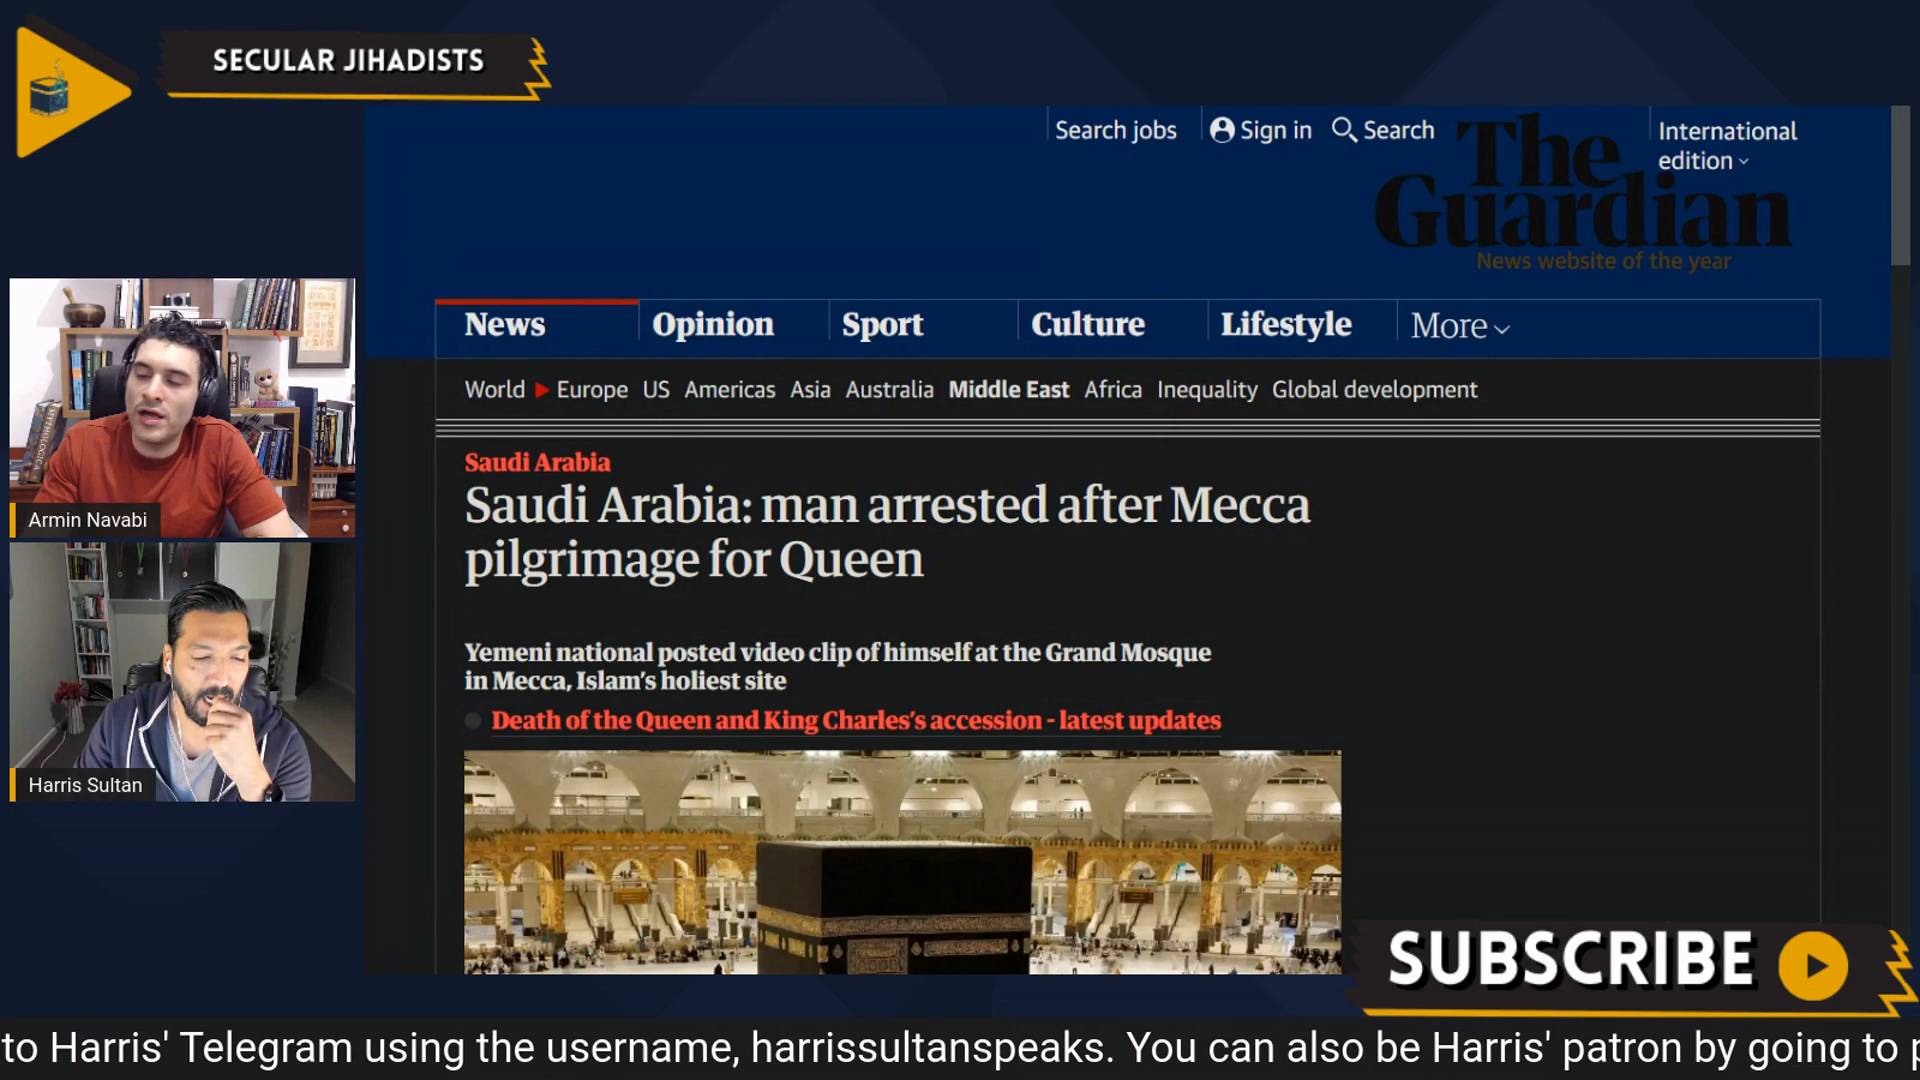 SECULAR JIHADISTS
Search jobs
Sign in
Search
International
edition
The
Guardian
News website of the year
News
Opinion
Sport
Culture
Lifestyle
More
World
Europe
US
Americas
Asia
Australia
Middle East
Africa
Inequality
Global development
Saudi Arabia
Saudi Arabia: man arrested after Mecca
pilgrimage for Queen
Yemeni national posted video clip of himself at the Grand Mosque
in Mecca, Islam's holiest site
Death of the Queen and King Charles's accession - latest updates
MYTHOLOGICA
Armin Navabi
Harris Sultan
SUBSCRIBE
to Harris' Telegram using the username, harrissultanspeaks. You can also be Harris' patron by going to